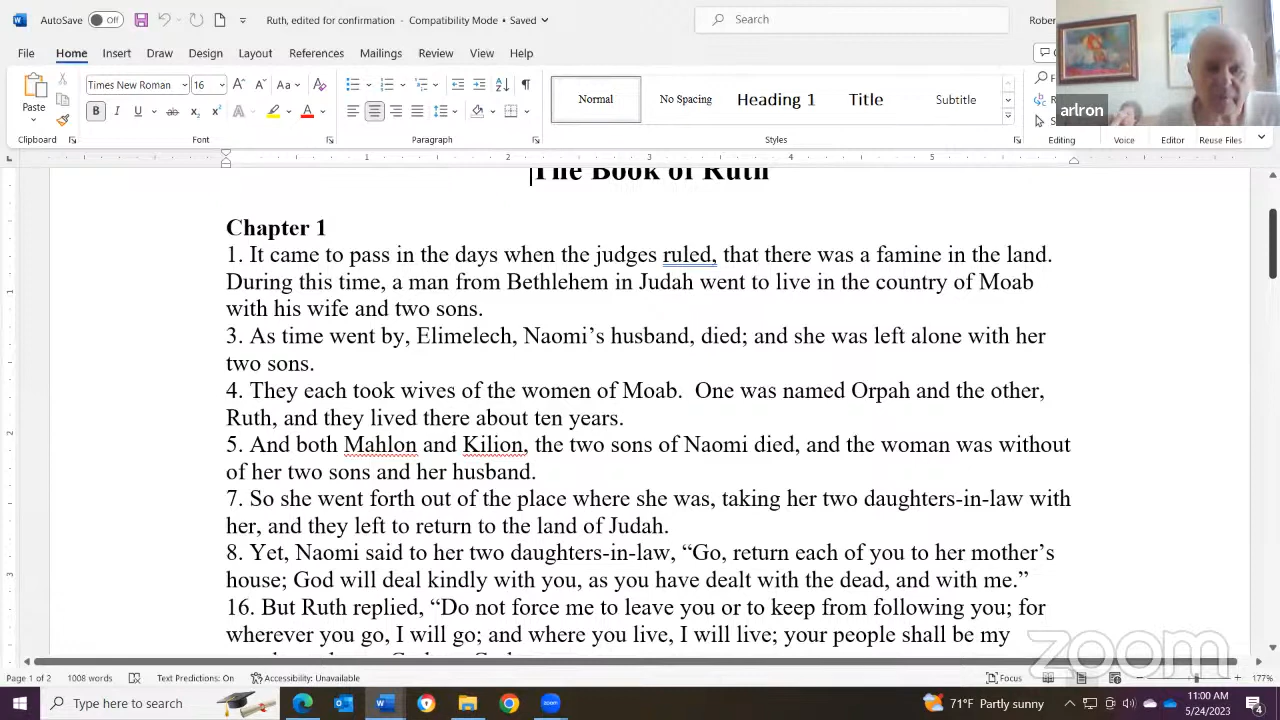 AutoSave Off Ruth, edited for confirmation - Compatibility Mode • Saved Search Rober
File Home Insert Draw Design Layout References Mailings Review View Help
Times New Roman 16 Aa
Paste B I U ab Normal No Spacing Heading 1 Title Subtitle
arlron
Clipboard Font Paragraph Styles Editing Voice Editor Reuse Files
1 2 3 4 5
The Book of Ruth
Chapter 1
1. It came to pass in the days when the judges ruled, that there was a famine in the land.
During this time, a man from Bethlehem in Judah went to live in the country of Moab
with his wife and two sons.
3. As time went by, Elimelech, Naomi’s husband, died; and she was left alone with her
two sons.
4. They each took wives of the women of Moab.  One was named Orpah and the other,
Ruth, and they lived there about ten years.
5. And both Mahlon and Kilion, the two sons of Naomi died, and the woman was without
of her two sons and her husband.
7. So she went forth out of the place where she was, taking her two daughters-in-law with
her, and they left to return to the land of Judah.
8. Yet, Naomi said to her two daughters-in-law, “Go, return each of you to her mother’s
house; God will deal kindly with you, as you have dealt with the dead, and with me.”
16. But Ruth replied, “Do not force me to leave you or to keep from following you; for
wherever you go, I will go; and where you live, I will live; your people shall be my
zoom
Page 1 of 2 1008 words Text Predictions: On Accessibility: Unavailable Focus 177%
Type here to search zoom 71°F Partly sunny 11:00 AM
5/24/2023 4